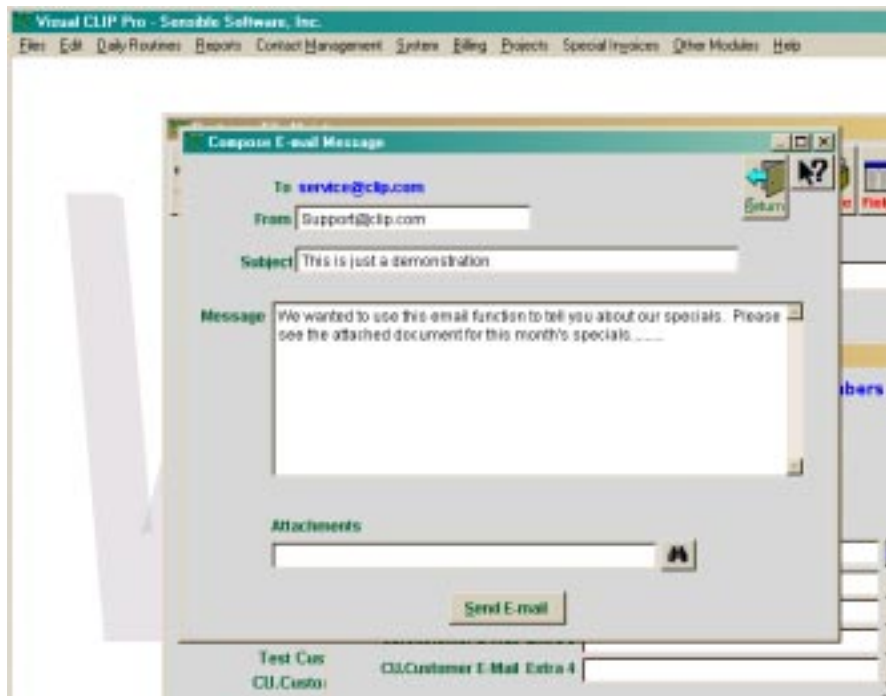 Visual CLIP Pro - Sensible Software, Inc.
Files Edit Daily Routines Reports Contact Management System Billing Projects Special Invoices Other Modules Help
Compose E-mail Message
To service@clip.com
Return
From Support@clip.com
Subject This is just a demonstration
Message We wanted to use this email function to tell you about our specials. Please
see the attached document for this month's specials.......
Attachments
Send E-mail
Test Cus
CU.Customer E-Mail Extra 4
CU.Custo